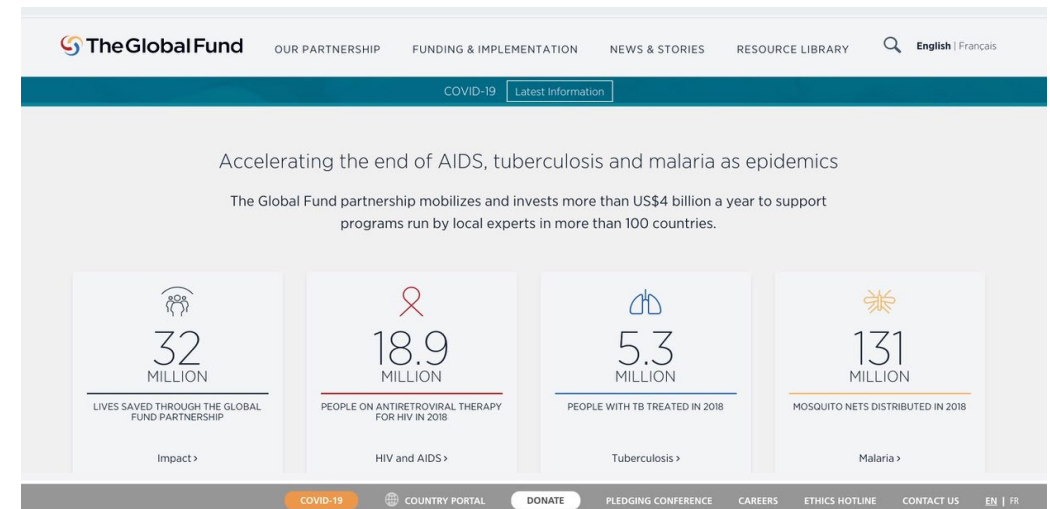 The Global Fund
OUR PARTNERSHIP FUNDING & IMPLEMENTATION NEWS & STORIES RESOURCE LIBRARY English | Français
COVID-19 Latest Information
Accelerating the end of AIDS, tuberculosis and malaria as epidemics
The Global Fund partnership mobilizes and invests more than US$4 billion a year to support
programs run by local experts in more than 100 countries.
32
MILLION
LIVES SAVED THROUGH THE GLOBAL
FUND PARTNERSHIP
Impact ›
18.9
MILLION
PEOPLE ON ANTIRETROVIRAL THERAPY
FOR HIV IN 2018
HIV and AIDS ›
5.3
MILLION
PEOPLE WITH TB TREATED IN 2018
Tuberculosis ›
131
MILLION
MOSQUITO NETS DISTRIBUTED IN 2018
Malaria ›
COVID-19 COUNTRY PORTAL DONATE PLEDGING CONFERENCE CAREERS ETHICS HOTLINE CONTACT US EN | FR